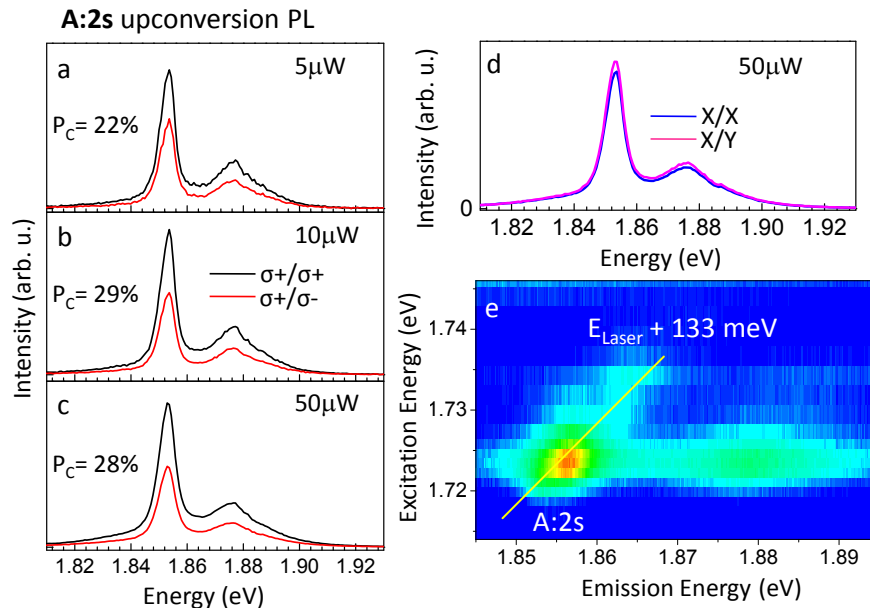 A:2s upconversion PL
a
5μW
P_C= 22%
b
10μW
P_C= 29%
σ+/σ+
σ+/σ-
c
50μW
P_C= 28%
Intensity (arb. u.)
1.82 1.84 1.86 1.88 1.90 1.92
Energy (eV)
d
50μW
X/X
X/Y
Intensity (arb. u.)
0
1.82 1.84 1.86 1.88 1.90 1.92
Energy (eV)
e
E_Laser + 133 meV
A:2s
Excitation Energy (eV)
1.74
1.73
1.72
1.85 1.86 1.87 1.88 1.89
Emission Energy (eV)